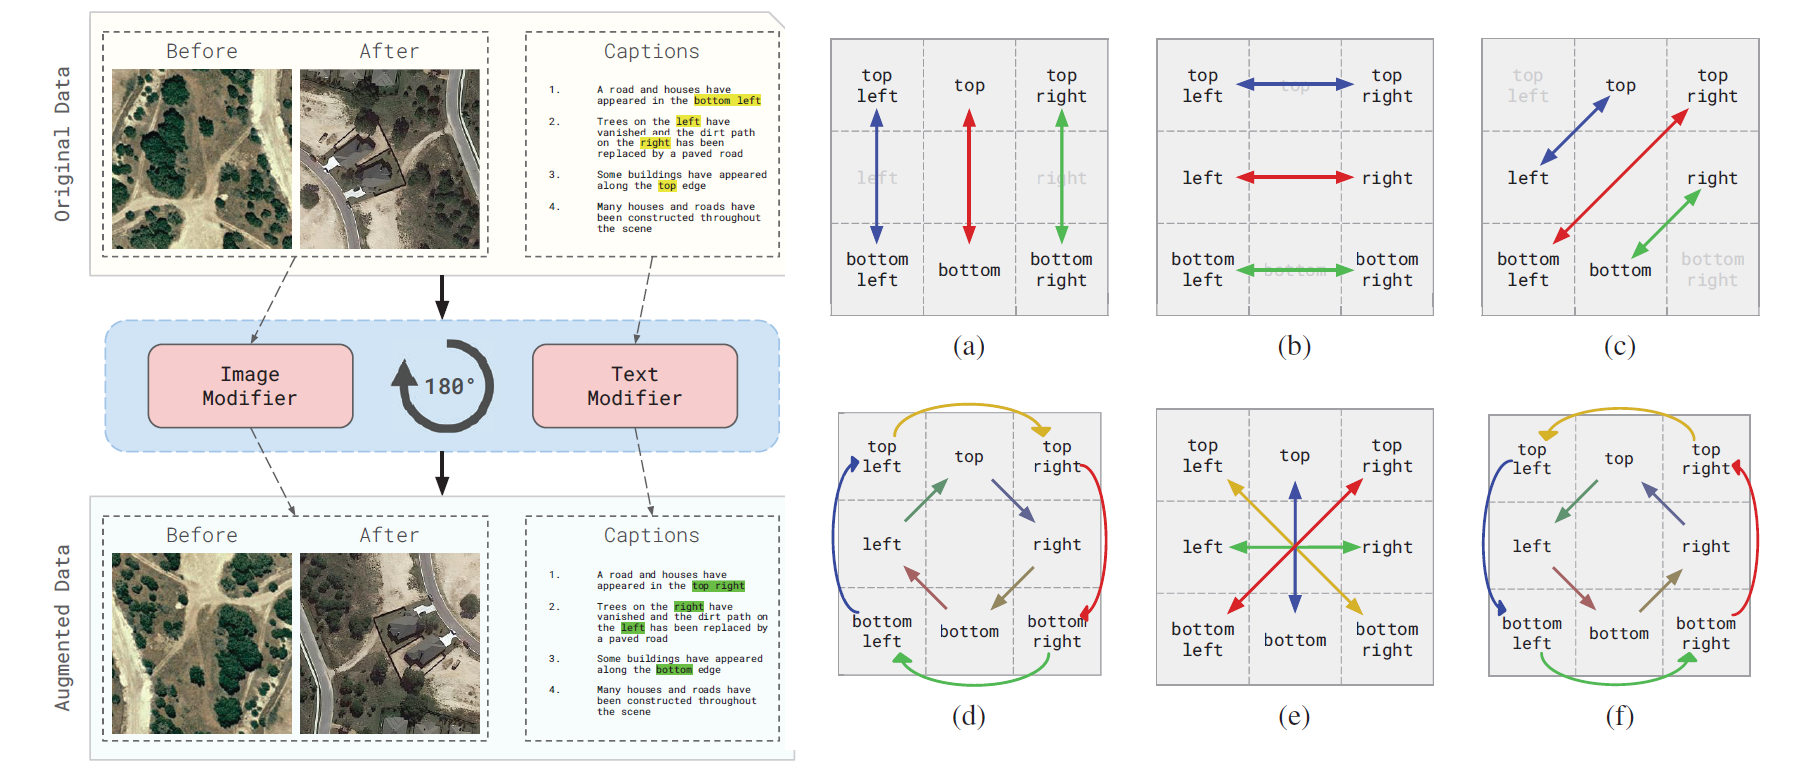 Original Data
Before
After
Captions
1. A road and houses have
appeared in the bottom left
2. Trees on the left have
vanished and the dirt path
on the right has been
replaced by a paved road
3. Some buildings have appeared
along the top edge
4. Many houses and roads have
been constructed throughout
the scene
Image
Modifier
180°
Text
Modifier
Augmented Data
Before
After
Captions
1. A road and houses have
appeared in the top right
2. Trees on the right have
vanished and the dirt path on
the left has been replaced by
a paved road
3. Some buildings have appeared
along the bottom edge
4. Many houses and roads have
been constructed throughout
the scene
top
left
top
top
right
left
right
bottom
left
bottom
bottom
right
(a)
top
left
top
top
right
left
right
bottom
left
bottom
bottom
right
(b)
top
left
top
top
right
left
right
bottom
left
bottom
bottom
right
(c)
top
left
top
top
right
left
right
bottom
left
bottom
bottom
right
(d)
top
left
top
top
right
left
right
bottom
left
bottom
bottom
right
(e)
top
left
top
top
right
left
right
bottom
left
bottom
bottom
right
(f)